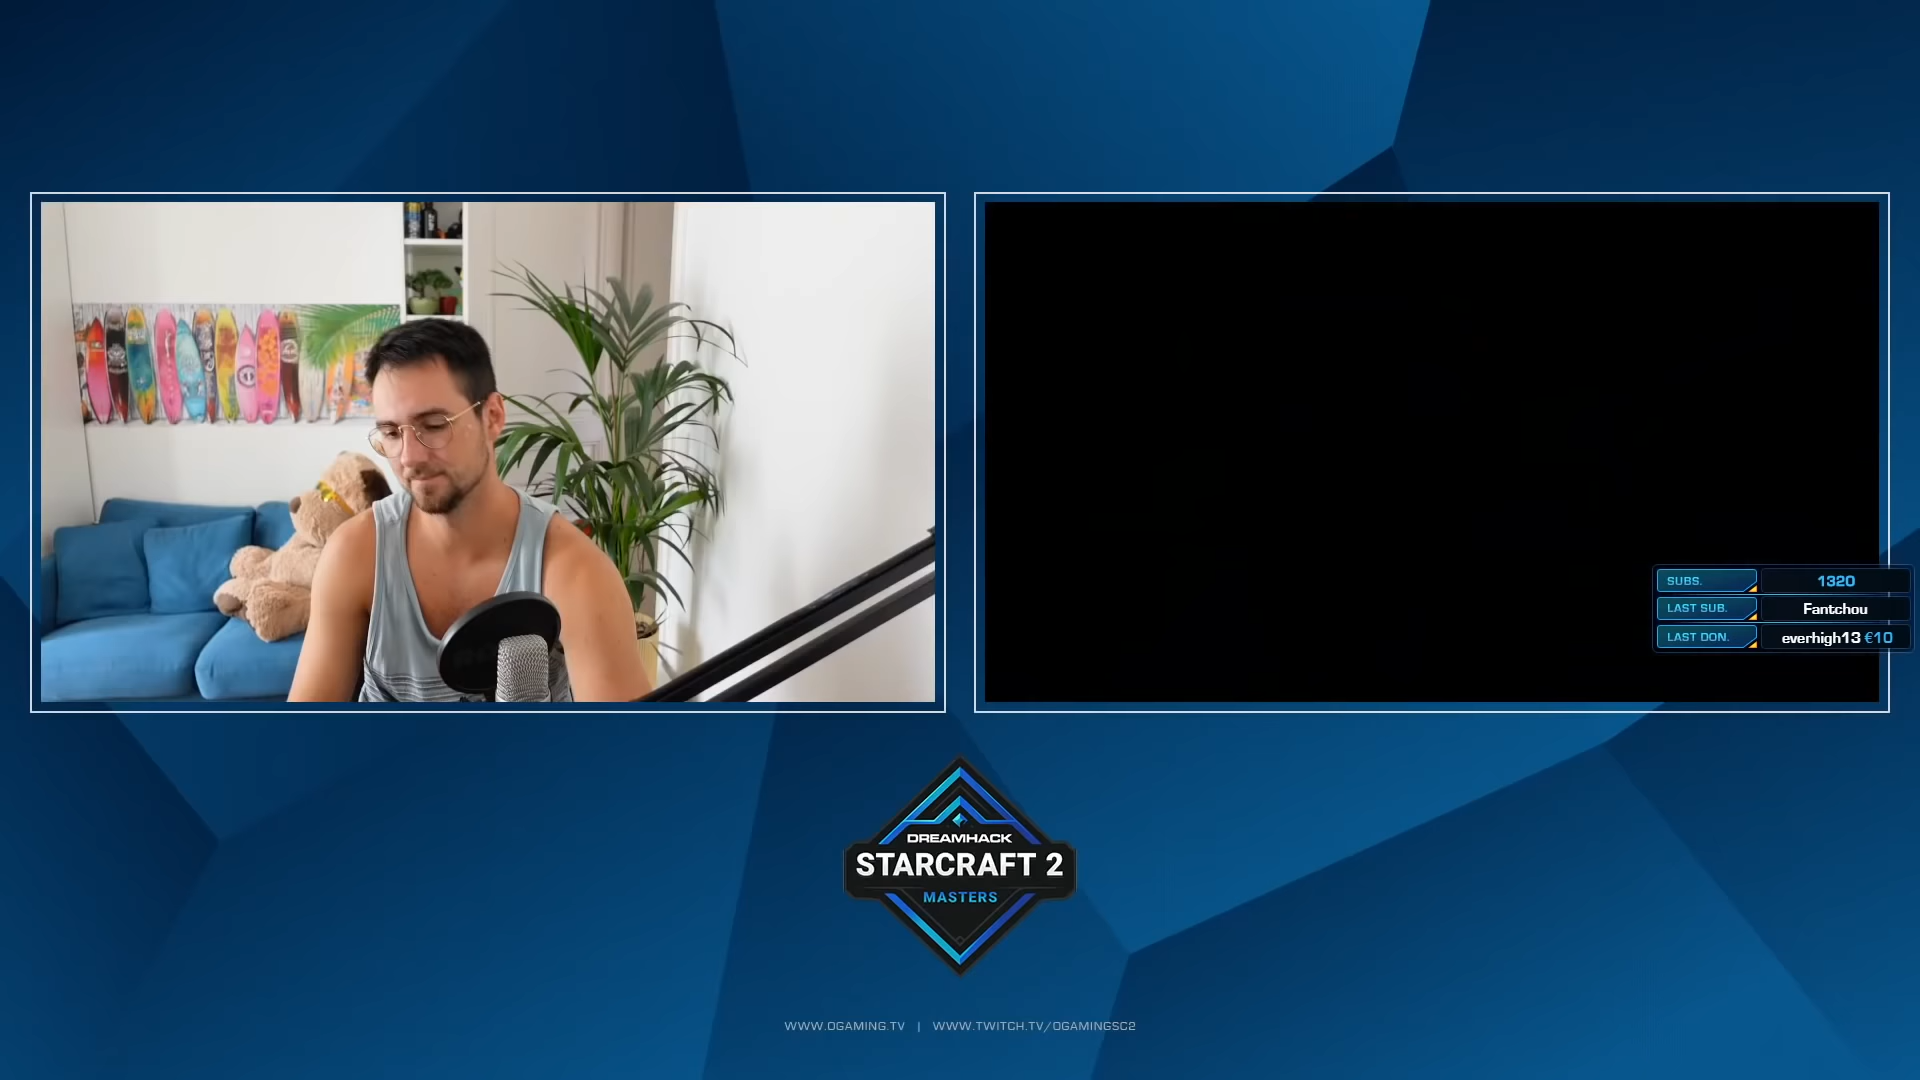 SUBS. 1320
LAST SUB. Fantchou
LAST DON. everhigh13 €10
DREAMHACK
STARCRAFT 2
MASTERS
WWW.OGAMING.TV | WWW.TWITCH.TV/OGAMINGSC2